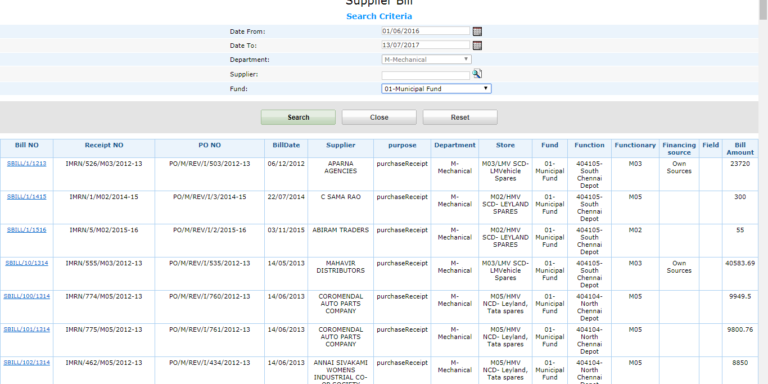 Supplier Bill
Search Criteria
Date From: 01/06/2016
Date To: 13/07/2017
Department: M-Mechanical
Supplier:
Fund: 01-Municipal Fund
Search Close Reset
Bill NO Receipt NO PO NO BillDate Supplier purpose Department Store Fund Function Functionary Financing source Field Bill Amount
SBILL/1/1213 IMRN/526/M03/2012-13 PO/M/REV/I/503/2012-13 06/12/2012 APARNA AGENCIES purchaseReceipt M-Mechanical M03/LMV SCD-LMVehicle Spares 01-Municipal Fund 404105-South Chennai Depot M03 Own Sources 23720
SBILL/1/1415 IMRN/1/M02/2014-15 PO/M/REV/I/3/2014-15 22/07/2014 C SAMA RAO purchaseReceipt M-Mechanical M02/HMV SCD- LEYLAND SPARES 01-Municipal Fund 404105-South Chennai Depot M05 300
SBILL/1/1516 IMRN/5/M02/2015-16 PO/M/REV/I/2/2015-16 03/11/2015 ABIRAM TRADERS purchaseReceipt M-Mechanical M02/HMV SCD- LEYLAND SPARES 01-Municipal Fund 404105-South Chennai Depot M02 55
SBILL/10/1314 IMRN/555/M03/2012-13 PO/M/REV/I/535/2012-13 14/05/2013 MAHAVIR DISTRIBUTORS purchaseReceipt M-Mechanical M03/LMV SCD-LMVehicle Spares 01-Municipal Fund 404105-South Chennai Depot M03 Own Sources 40583.69
SBILL/100/1314 IMRN/774/M05/2012-13 PO/M/REV/I/760/2012-13 14/06/2013 COROMENDAL AUTO PARTS COMPANY purchaseReceipt M-Mechanical M05/HMV NCD- Leyland, Tata spares 01-Municipal Fund 404104-North Chennai Depot M05 9949.5
SBILL/101/1314 IMRN/775/M05/2012-13 PO/M/REV/I/761/2012-13 14/06/2013 COROMENDAL AUTO PARTS COMPANY purchaseReceipt M-Mechanical M05/HMV NCD- Leyland, Tata spares 01-Municipal Fund 404104-North Chennai Depot M05 9800.76
SBILL/102/1314 IMRN/462/M05/2012-13 PO/M/REV/I/434/2012-13 14/06/2013 ANNAI SIVAKAMI WOMENS INDUSTRIAL CO-OP SOCIETY purchaseReceipt M-Mechanical M05/HMV NCD- Leyland, Tata spares 01-Municipal Fund 404104-North Chennai Depot M05 8850